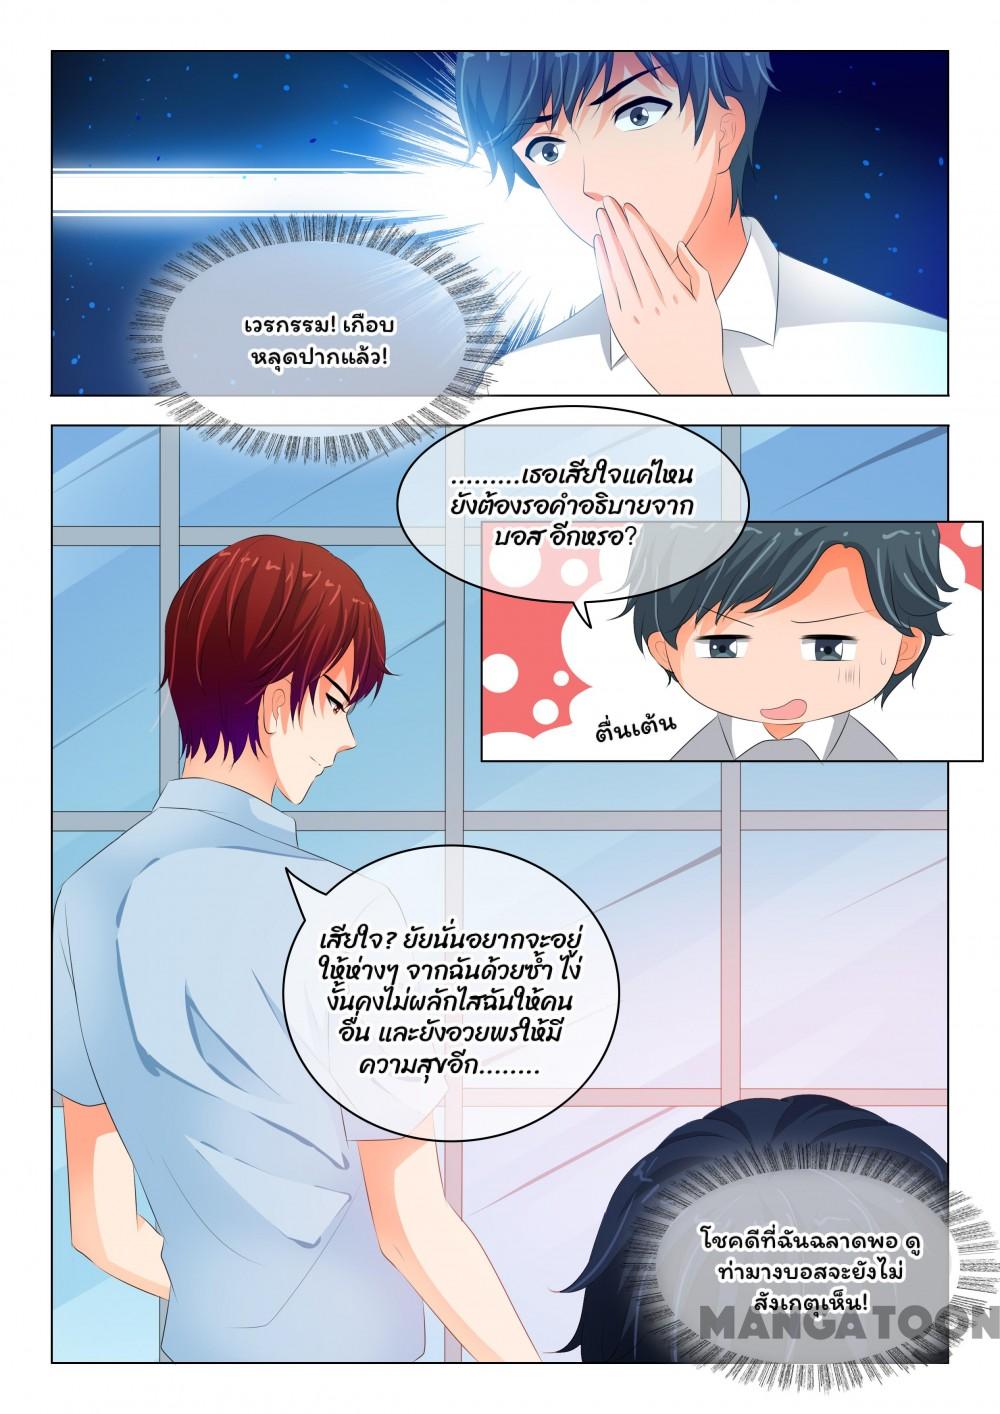 เวรกรรม! เกือบ
หลุดปากแล้ว!
.........เธอเสียใจแค่ไหน
ยังต้องรอคำอธิบายจาก
บอส อีกหรอ?
ตื่นเต้น
เสียใจ? ยัยนั่นอยากจะอยู่
ให้ห่างๆ จากฉันด้วยซ้ำ ไง่
งั้นคงไม่ผลักไสฉันให้คน
อื่น และยังอวยพรให้มี
ความสุขอีก........
โชคดีที่ฉันฉลาดพอ ดู
ท่ามางบอสจะยังไม่
สังเกตุเห็น!
MANGATOON